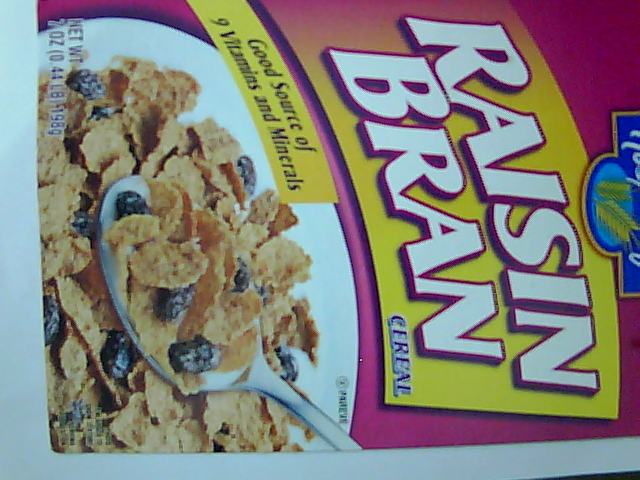 RAISIN
BRAN
CEREAL
Good Source of
9 Vitamins and Minerals
NET WT
7 OZ (0.44 LB) 198g